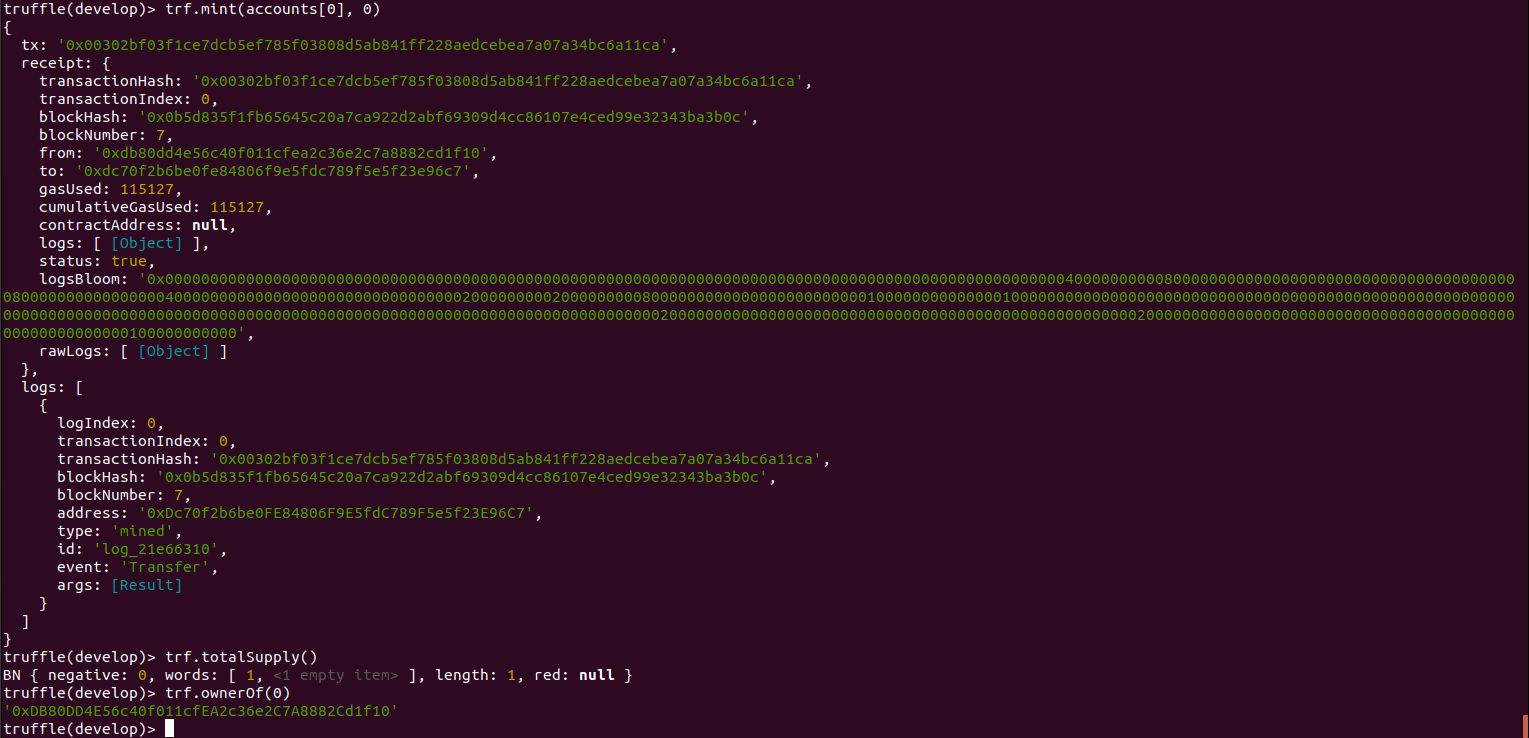 truffle(develop)> trf.mint(accounts[0], 0)
{
  tx: '0x00302bf03f1ce7dcb5ef785f03808d5ab841ff228aedcebea7a07a34bc6a11ca',
  receipt: {
    transactionHash: '0x00302bf03f1ce7dcb5ef785f03808d5ab841ff228aedcebea7a07a34bc6a11ca',
    transactionIndex: 0,
    blockHash: '0x0b5d835f1fb65645c20a7ca922d2abf69309d4cc86107e4ced99e32343ba3b0c',
    blockNumber: 7,
    from: '0xdb80dd4e56c40f011cfea2c36e2c7a8882cd1f10',
    to: '0xdc70f2b6be0fe84806f9e5fdc789f5e5f23e96c7',
    gasUsed: 115127,
    cumulativeGasUsed: 115127,
    contractAddress: null,
    logs: [ [Object] ],
    status: true,
    logsBloom:
    rawLogs: [ [Object] ]
  },
  logs: [
    {
      logIndex: 0,
      transactionIndex: 0,
      transactionHash: '0x00302bf03f1ce7dcb5ef785f03808d5ab841ff228aedcebea7a07a34bc6a11ca',
      blockHash: '0x0b5d835f1fb65645c20a7ca922d2abf69309d4cc86107e4ced99e32343ba3b0c',
      blockNumber: 7,
      address: '0xDc70f2b6be0FE84806F9E5fdC789F5e5f23E96C7',
      type: 'mined',
      id: 'log_21e66310',
      event: 'Transfer',
      args: [Result]
    }
  ]
}
truffle(develop)> trf.totalSupply()
BN { negative: 0, words: [ 1, <1 empty item> ], length: 1, red: null }
truffle(develop)> trf.ownerOf(0)
'0xDB80DD4E56c40f011cfEA2c36e2C7A8882Cd1f10'
truffle(develop)>